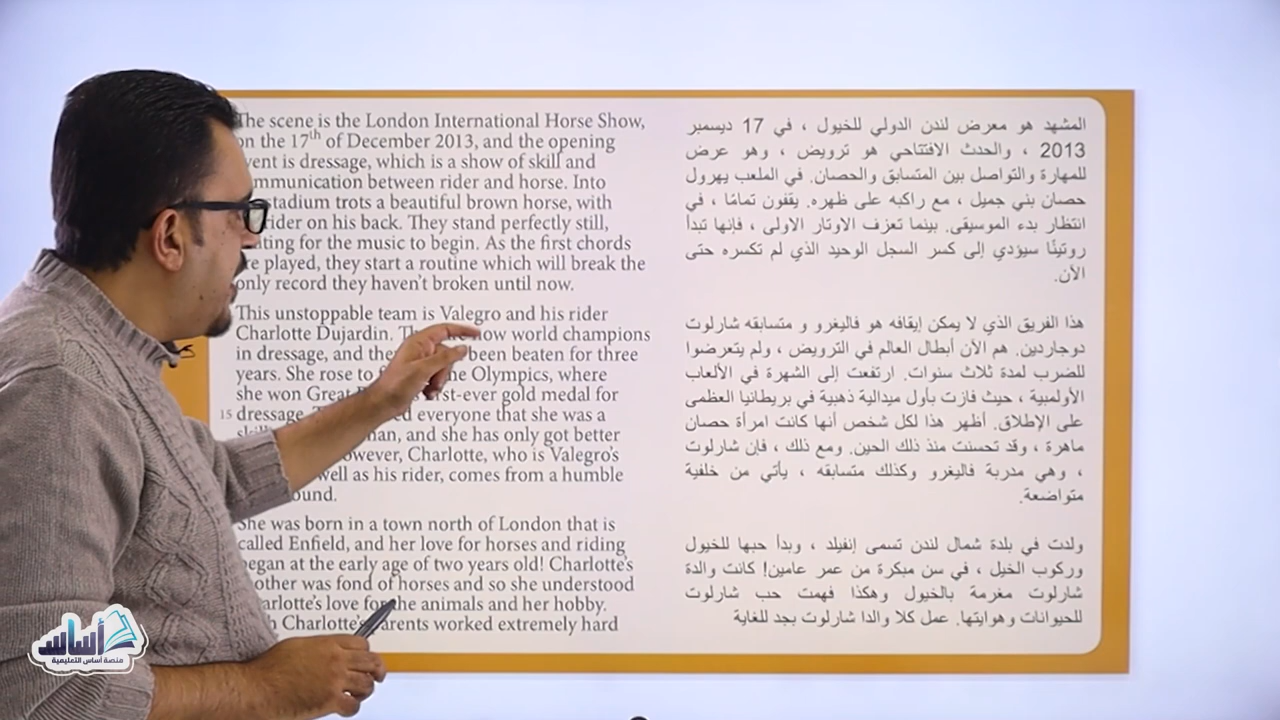 The scene is the London International Horse Show,
on the 17th of December 2013, and the opening
vent is dressage, which is a show of skill and
mmunication between rider and horse. Into
tadium trots a beautiful brown horse, with
rider on his back. They stand perfectly still,
ting for the music to begin. As the first chords
re played, they start a routine which will break the
only record they haven't broken until now.
This unstoppable team is Valegro and his rider
Charlotte Dujardin. ow world champions
in dressage, and the been beaten for three
years. She rose to the Olympics, where
she won Great rst-ever gold medal for
15 dressage. everyone that she was a
man, and she has only got better
owever, Charlotte, who is Valegro's
well as his rider, comes from a humble
ound.
She was born in a town north of London that is
called Enfield, and her love for horses and riding
began at the early age of two years old! Charlotte's
other was fond of horses and so she understood
arlotte's love for he animals and her hobby.
h Charlotte's arents worked extremely hard
المشهد هو معرض لندن الدولي للخيول ، في 17 ديسمبر
2013 ، والحدث الافتتاحي هو ترويض ، وهو عرض
للمهارة والتواصل بين المتسابق والحصان. في الملعب يهرول
حصان بني جميل ، مع راكبه على ظهره. يقفون تمامًا ، في
انتظار بدء الموسيقى. بينما تعزف الاوتار الاولى ، فإنها تبدأ
روتينًا سيؤدي إلى كسر السجل الوحيد الذي لم تكسره حتى
الآن.
هذا الفريق الذي لا يمكن إيقافه هو فاليغرو و متسابقه شارلوت
دوجاردين. هم الآن أبطال العالم في الترويض ، ولم يتعرضوا
للضرب لمدة ثلاث سنوات. ارتفعت إلى الشهرة في الألعاب
الأولمبية ، حيث فازت بأول ميدالية ذهبية في بريطانيا العظمى
على الإطلاق. أظهر هذا لكل شخص أنها كانت امرأة حصان
ماهرة ، وقد تحسنت منذ ذلك الحين. ومع ذلك ، فإن شارلوت
، وهي مدربة فاليغرو وكذلك متسابقه ، يأتي من خلفية
متواضعة.
ولدت في بلدة شمال لندن تسمى إنفيلد ، وبدأ حبها للخيول
وركوب الخيل ، في سن مبكرة من عمر عامين! كانت والدة
شارلوت مغرمة بالخيول وهكذا فهمت حب شارلوت
للحيوانات وهوايتها. عمل كلا والدا شارلوت بجد للغاية
أساس
منصة أساس التعليمية